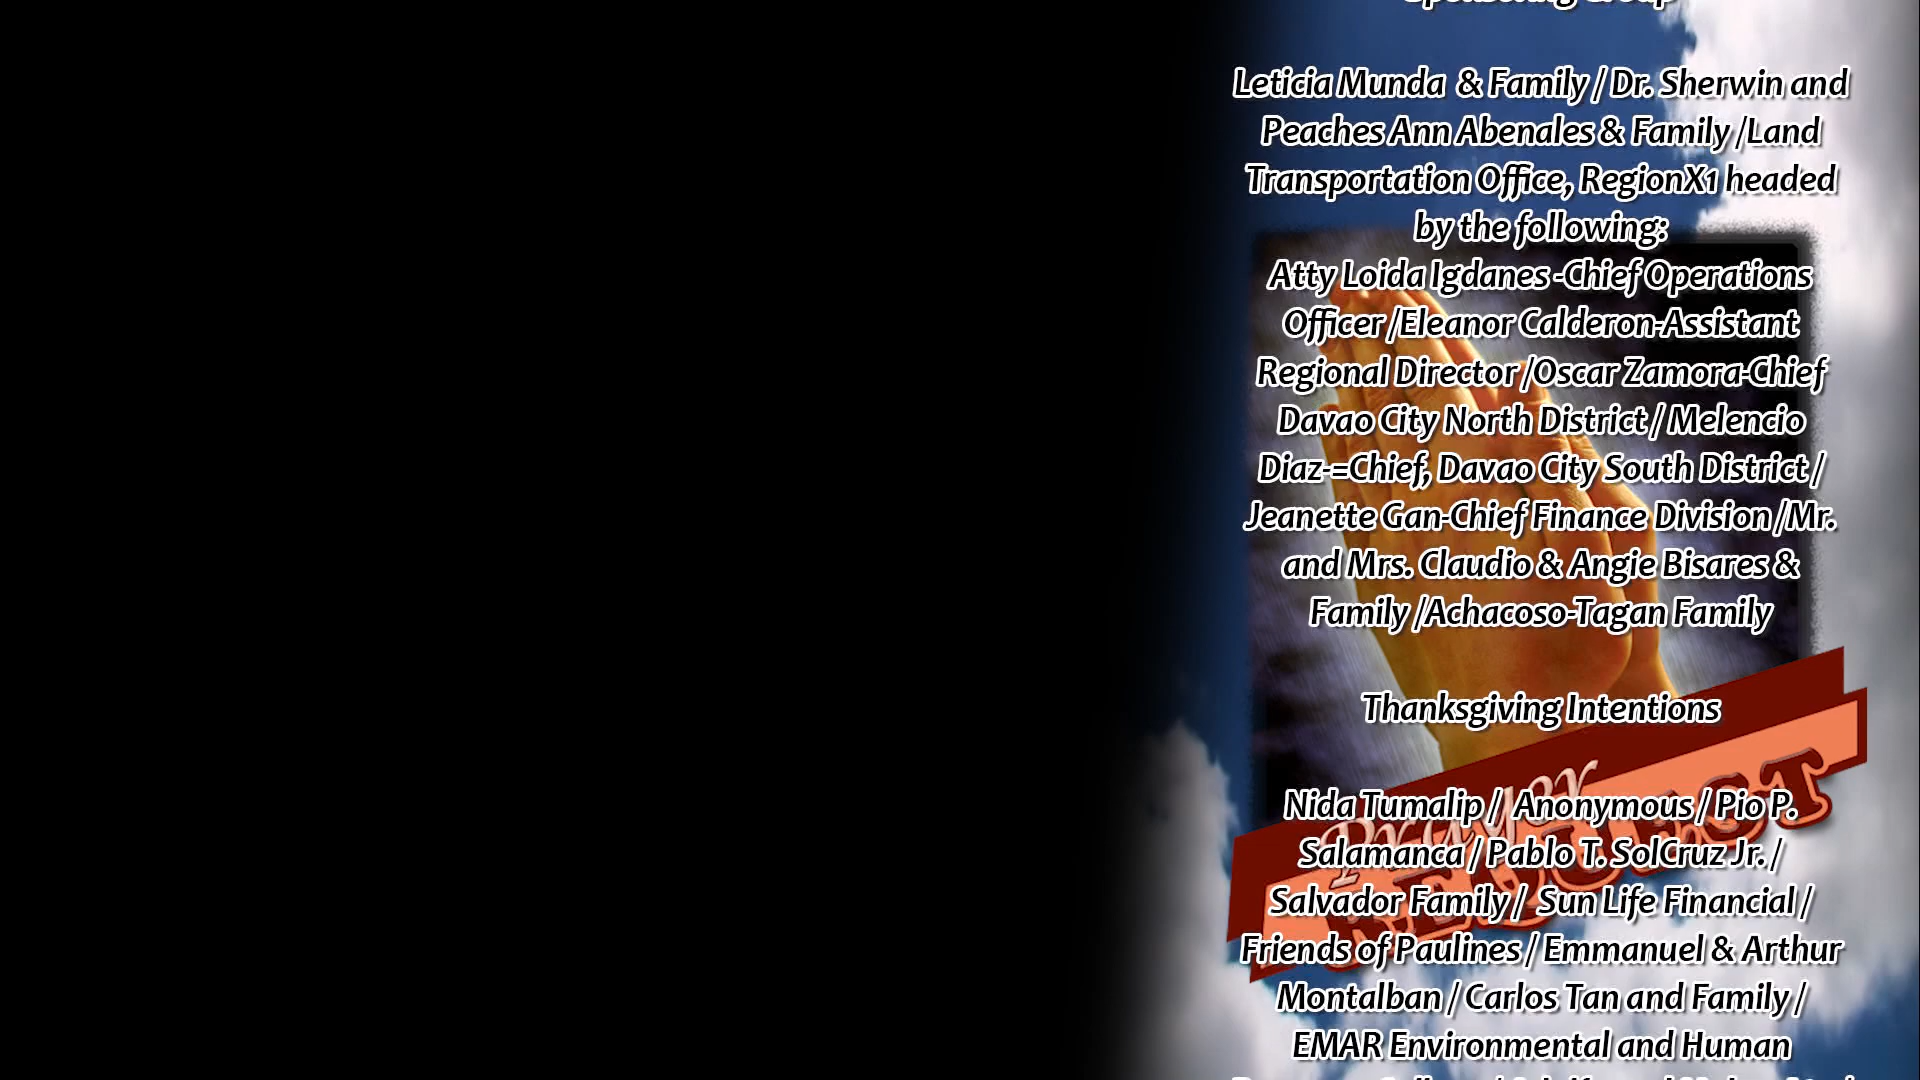 Sponsoring Group
Leticia Munda & Family / Dr. Sherwin and
Peaches Ann Abenales & Family /Land
Transportation Office, RegionX1 headed
by the following:
Atty Loida Igdanes -Chief Operations
Officer /Eleanor Calderon-Assistant
Regional Director /Oscar Zamora-Chief
Davao City North District / Melencio
Diaz-=Chief, Davao City South District /
Jeanette Gan-Chief Finance Division /Mr.
and Mrs. Claudio & Angie Bisares &
Family /Achacoso-Tagan Family
Thanksgiving Intentions
Nida Tumalip / Anonymous / Pio P.
Salamanca / Pablo T. SolCruz Jr. /
Salvador Family / Sun Life Financial /
Friends of Paulines / Emmanuel & Arthur
Montalban / Carlos Tan and Family /
EMAR Environmental and Human
Prayer
REQUEST